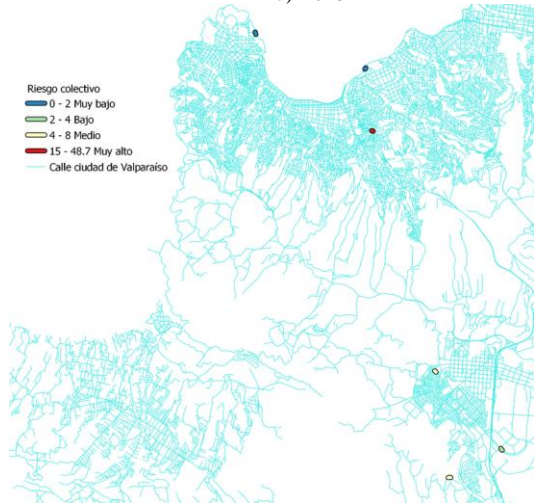 Riesgo colectivo
0 - 2 Muy bajo
2 - 4 Bajo
4 - 8 Medio
15 - 48.7 Muy alto
Calle ciudad de Valparaíso